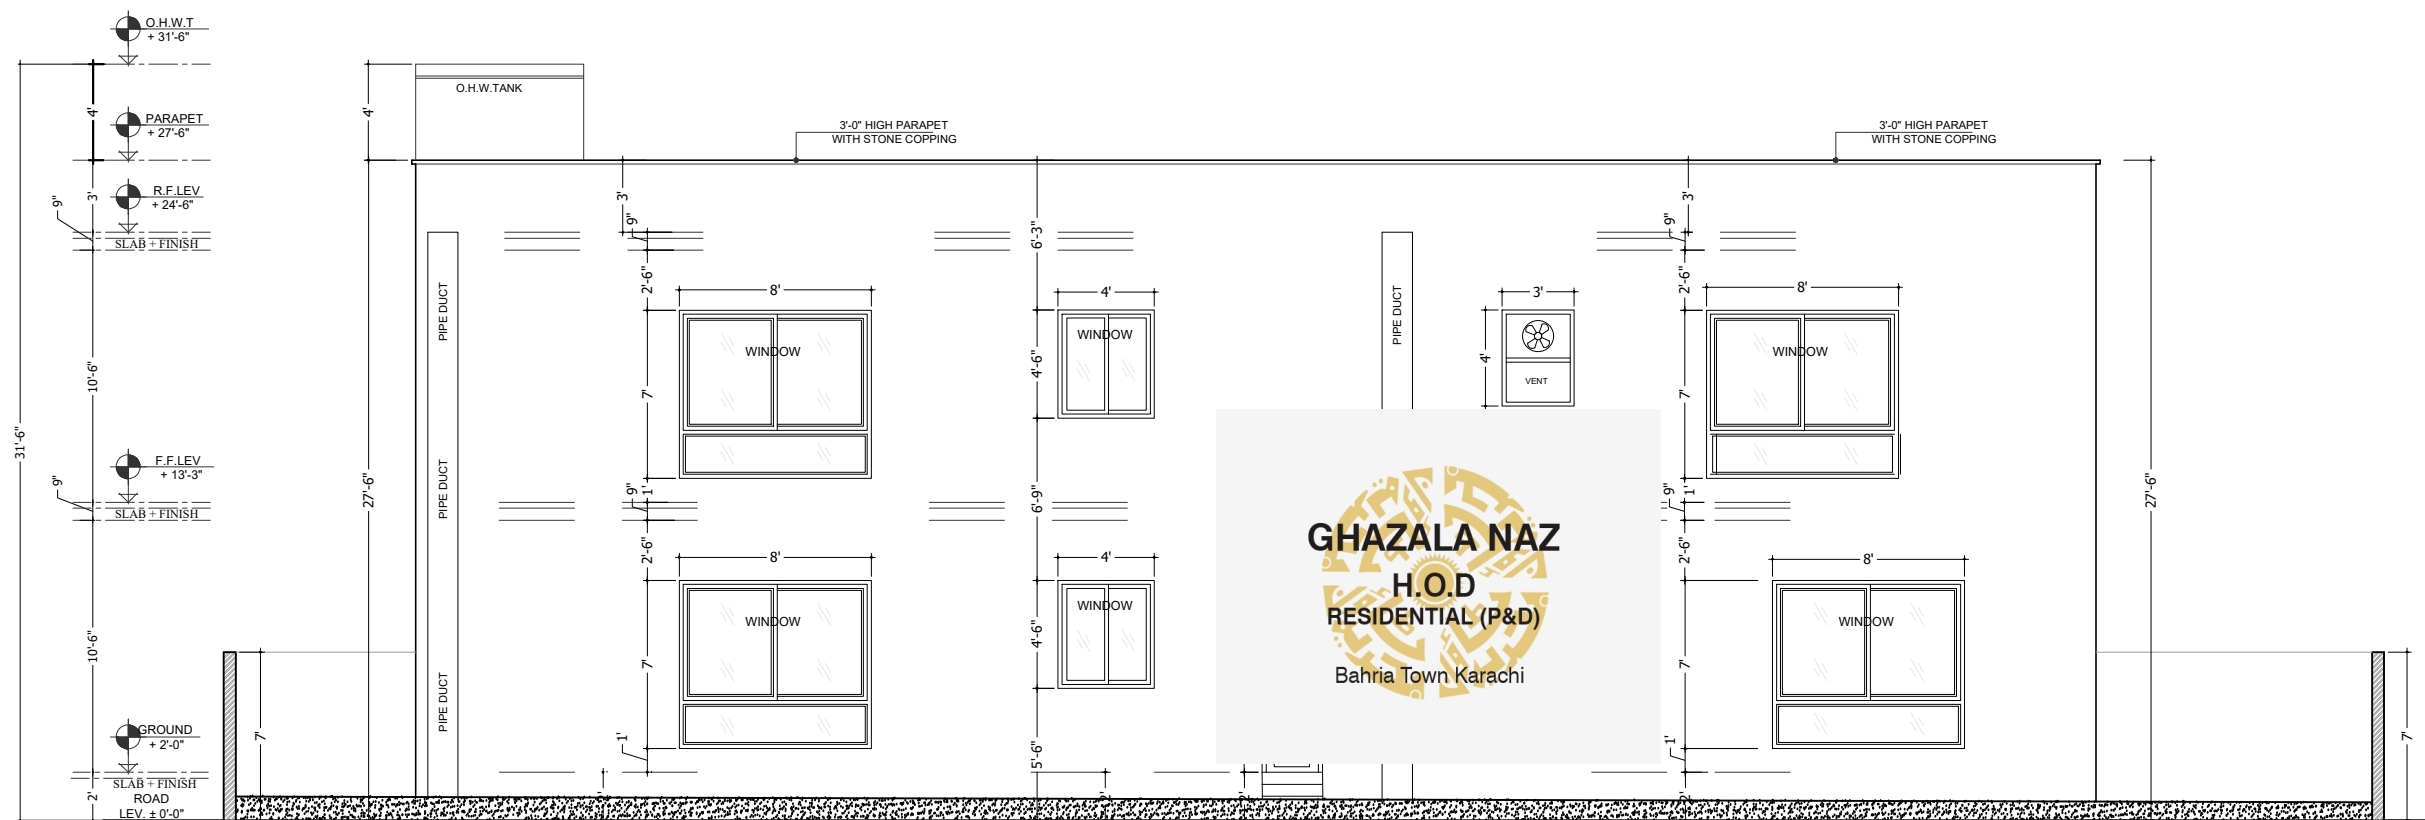 O.H.W.T
+ 31'-6"
O.H.W.TANK
4'
4'
PARAPET
+ 27'-6"
3'-0" HIGH PARAPET
WITH STONE COPPING
3'-0" HIGH PARAPET
WITH STONE COPPING
R.F.LEV
+ 24'-6"
3'
9"
SLAB + FINISH
3'
9"
6'-3"
3'
9"
2'-6"
2'-6"
PIPE DUCT
PIPE DUCT
8'
4'
3'
8'
WINDOW
WINDOW
WINDOW
VENT
10'-6"
7'
4'-6"
4'
7'
31'-6"
27'-6"
27'-6"
F.F.LEV
+ 13'-3"
9"
SLAB + FINISH
PIPE DUCT
9"
1'
6'-9"
9"
1'
2'-6"
2'-6"
8'
4'
8'
WINDOW
WINDOW
WINDOW
GHAZALA NAZ
H.O.D
RESIDENTIAL (P&D)
Bahria Town Karachi
10'-6"
7'
4'-6"
7'
PIPE DUCT
GROUND
+ 2'-0"
7'
1'
5'-6"
1'
7'
SLAB + FINISH
2'
ROAD
LEV. ± 0'-0"
2'
2'
2'
2'